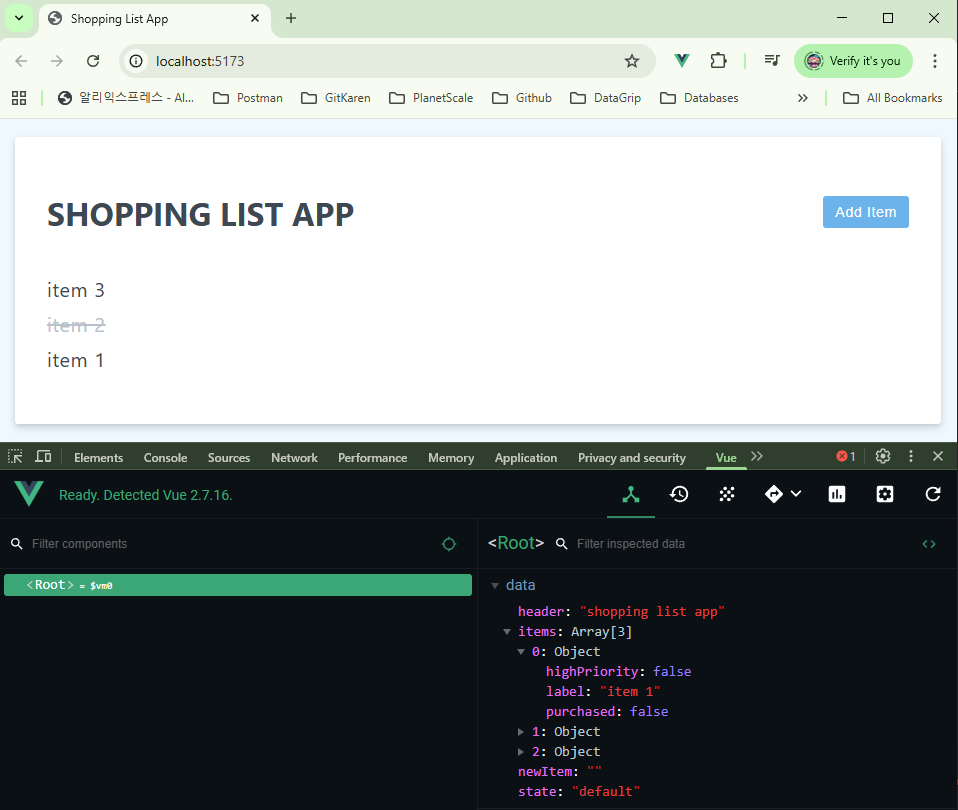 Shopping List App
localhost:5173
Verify it's you
알리익스프레스 - Al...
Postman
GitKaren
PlanetScale
Github
DataGrip
Databases
All Bookmarks
SHOPPING LIST APP
Add Item
item 3
item 2
item 1
Elements Console Sources Network Performance Memory Application Privacy and security Vue 1
Ready. Detected Vue 2.7.16.
Filter components
<Root> = $vm0
<Root> Filter inspected data
data
header: "shopping list app"
items: Array[3]
0: Object
highPriority: false
label: "item 1"
purchased: false
1: Object
2: Object
newItem: ""
state: "default"